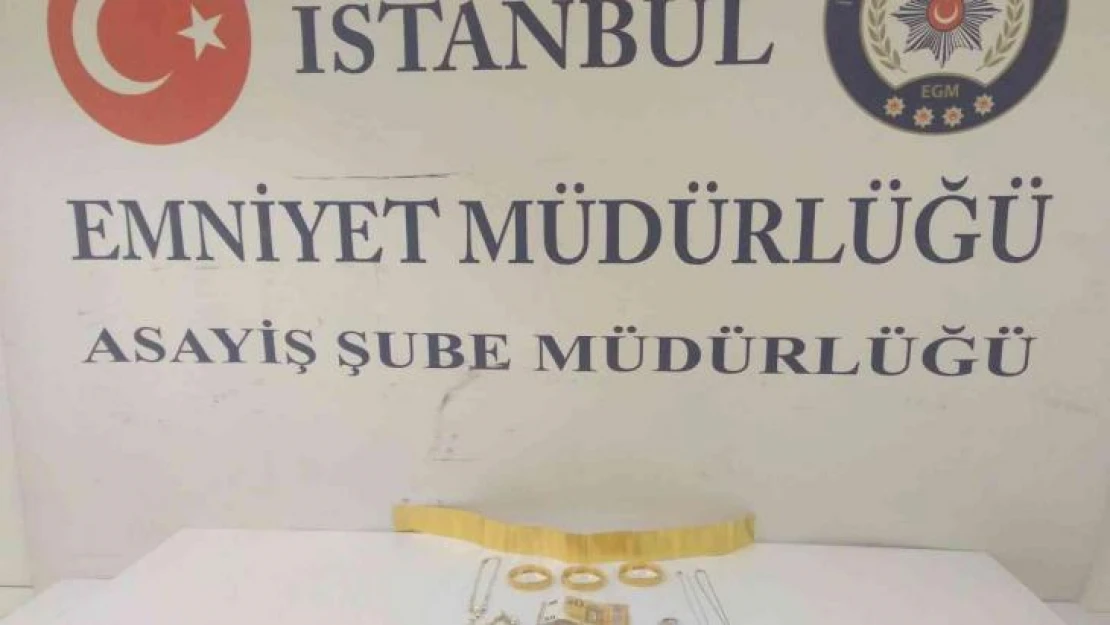 İSTANBUL
EGM
EMNİYET MÜDÜRLÜĞÜ
ASAYİŞ ŞUBE MÜDÜRLÜĞÜ